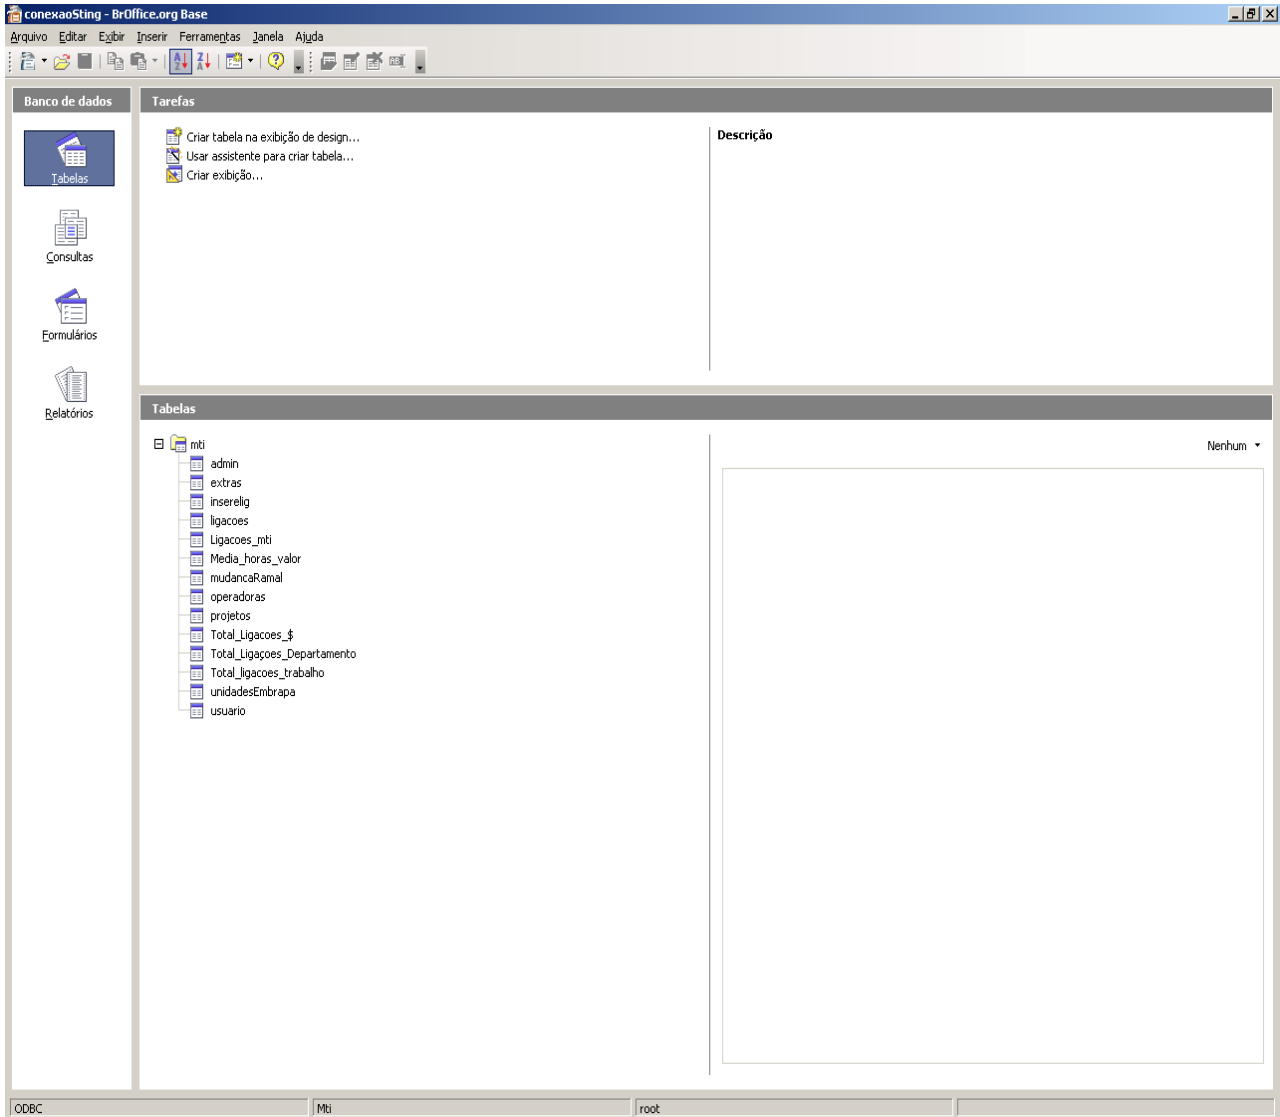 conexaoSting - BrOffice.org Base
Arquivo Editar Exibir Inserir Ferramentas Janela Ajuda
Banco de dados
Tabelas
Consultas
Formulários
Relatórios
Tarefas
Criar tabela na exibição de design...
Usar assistente para criar tabela...
Criar exibição...
Descrição
Tabelas
mti
admin
extras
inserelig
ligacoes
Ligacoes_mti
Media_horas_valor
mudancaRamal
operadoras
projetos
Total_Ligacoes_$
Total_Ligaçoes_Departamento
Total_ligacoes_trabalho
unidadesEmbrapa
usuario
Nenhum
ODBC Mti root